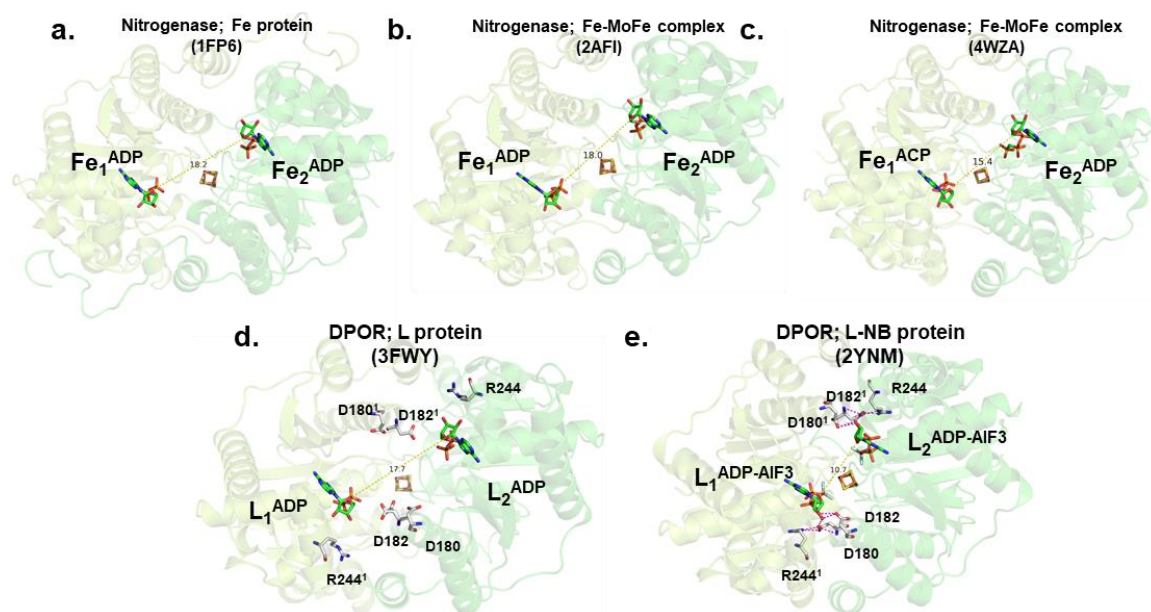 a.
Nitrogenase; Fe protein
(1FP6)
Fe₁ᴬᴰᴾ
18.2
Fe₂ᴬᴰᴾ
b.
Nitrogenase; Fe-MoFe complex
(2AFI)
Fe₁ᴬᴰᴾ
18.0
Fe₂ᴬᴰᴾ
c.
Nitrogenase; Fe-MoFe complex
(4WZA)
Fe₁ᴬᶜᴾ
15.4
Fe₂ᴬᴰᴾ
d.
DPOR; L protein
(3FWY)
R244
D180¹
D182¹
17.7
L₁ᴬᴰᴾ
L₂ᴬᴰᴾ
D182
D180
R244¹
e.
DPOR; L-NB protein
(2YNM)
D182¹
R244
D180¹
L₂ᴬᴰᴾ⁻ᴬᴵF³
10.7
L₁ᴬᴰᴾ⁻ᴬᴵF³
D182
D180
R244¹